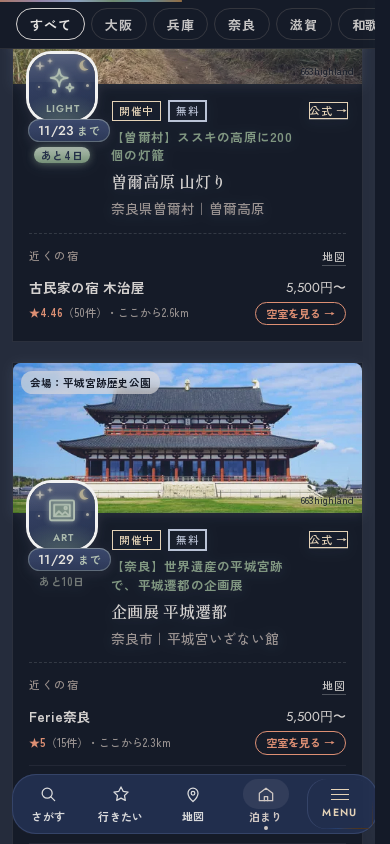 すべて
大阪
兵庫
奈良
滋賀
和歌
663highland
LIGHT
11/23 まで
あと4日
開催中
無料
公式 →
【曽爾村】ススキの高原に200
個の灯籠
曽爾高原 山灯り
奈良県曽爾村｜曽爾高原
近くの宿
地図
古民家の宿 木治屋
5,500円〜
★4.46（50件）・ここから2.6km
空室を見る →
会場：平城宮跡歴史公園
663highland
ART
11/29 まで
あと10日
開催中
無料
公式 →
【奈良】世界遺産の平城宮跡
で、平城遷都の企画展
企画展 平城遷都
奈良市｜平城宮いざない館
近くの宿
地図
Ferie奈良
5,500円〜
★5（15件）・ここから2.3km
空室を見る →
さがす
行きたい
地図
泊まり
MENU